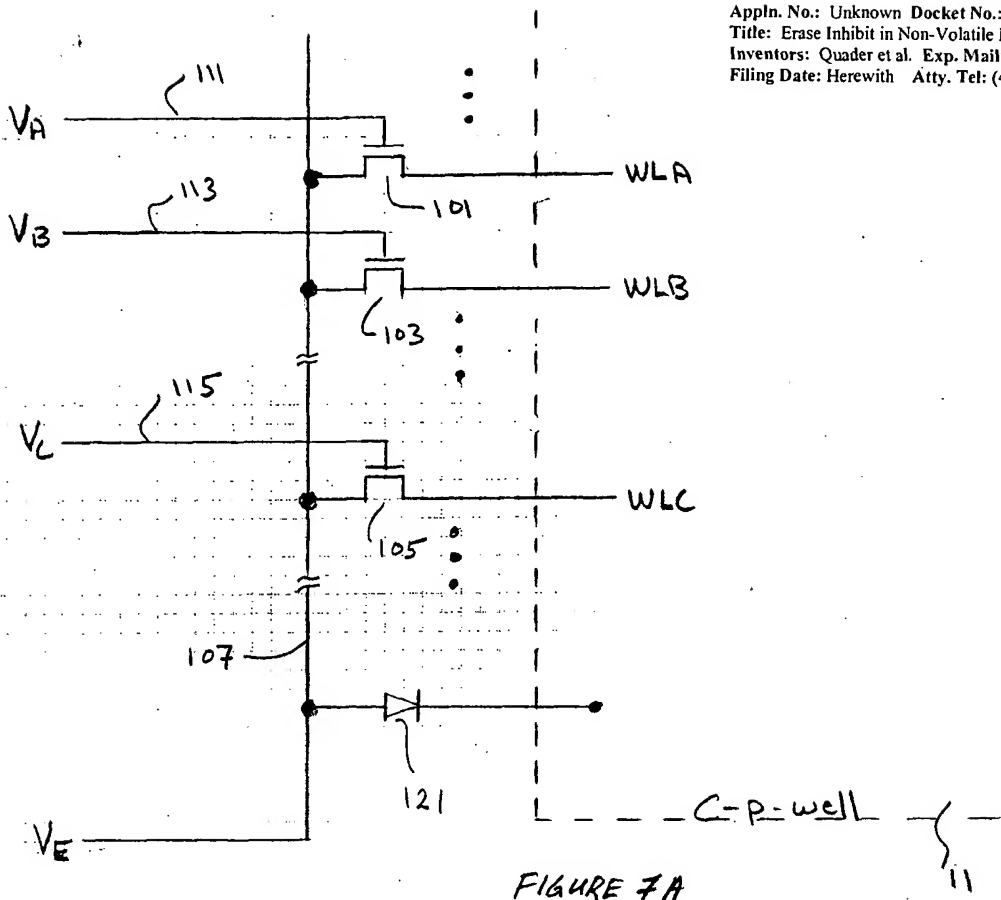 Appln. No.: Unknown Docket No.:
Title: Erase Inhibit in Non-Volatile
Inventors: Quader et al. Exp. Mail
Filing Date: Herewith Atty. Tel: (
111
VA
WLA
101
113
VB
WLB
103
115
VC
WLC
105
107
121
C-p-well
VE
11
FIGURE 7A